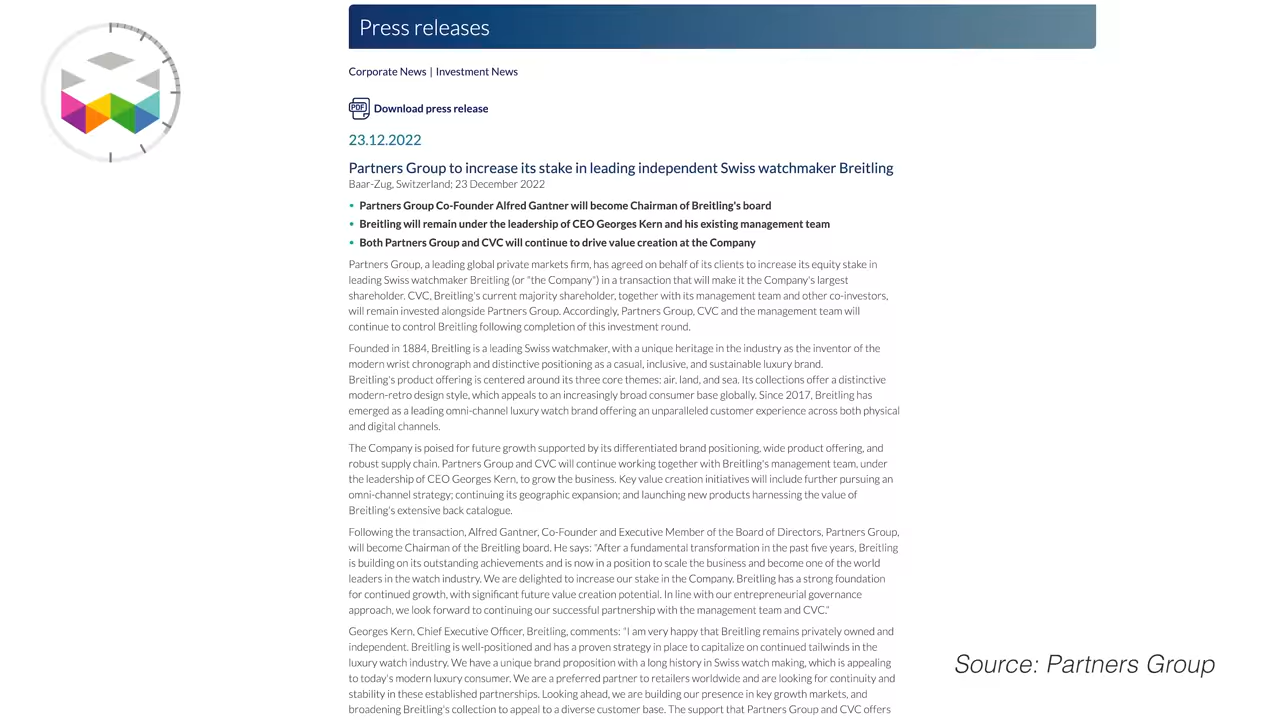 Press releases
Corporate News | Investment News
PDF Download press release
23.12.2022
Partners Group to increase its stake in leading independent Swiss watchmaker Breitling
Baar-Zug, Switzerland; 23 December 2022
• Partners Group Co-Founder Alfred Gantner will become Chairman of Breitling's board
• Breitling will remain under the leadership of CEO Georges Kern and his existing management team
• Both Partners Group and CVC will continue to drive value creation at the Company
Partners Group, a leading global private markets firm, has agreed on behalf of its clients to increase its equity stake in
leading Swiss watchmaker Breitling (or "the Company") in a transaction that will make it the Company's largest
shareholder. CVC, Breitling's current majority shareholder, together with its management team and other co-investors,
will remain invested alongside Partners Group. Accordingly, Partners Group, CVC and the management team will
continue to control Breitling following completion of this investment round.
Founded in 1884, Breitling is a leading Swiss watchmaker, with a unique heritage in the industry as the inventor of the
modern wrist chronograph and distinctive positioning as a casual, inclusive, and sustainable luxury brand.
Breitling's product offering is centered around its three core themes: air, land, and sea. Its collections offer a distinctive
modern-retro design style, which appeals to an increasingly broad consumer base globally. Since 2017, Breitling has
emerged as a leading omni-channel luxury watch brand offering an unparalleled customer experience across both physical
and digital channels.
The Company is poised for future growth supported by its differentiated brand positioning, wide product offering, and
robust supply chain. Partners Group and CVC will continue working together with Breitling's management team, under
the leadership of CEO Georges Kern, to grow the business. Key value creation initiatives will include further pursuing an
omni-channel strategy; continuing its geographic expansion; and launching new products harnessing the value of
Breitling's extensive back catalogue.
Following the transaction, Alfred Gantner, Co-Founder and Executive Member of the Board of Directors, Partners Group,
will become Chairman of the Breitling board. He says: "After a fundamental transformation in the past five years, Breitling
is building on its outstanding achievements and is now in a position to scale the business and become one of the world
leaders in the watch industry. We are delighted to increase our stake in the Company. Breitling has a strong foundation
for continued growth, with significant future value creation potential. In line with our entrepreneurial governance
approach, we look forward to continuing our successful partnership with the management team and CVC."
Georges Kern, Chief Executive Officer, Breitling, comments: "I am very happy that Breitling remains privately owned and
independent. Breitling is well-positioned and has a proven strategy in place to capitalize on continued tailwinds in the
luxury watch industry. We have a unique brand proposition with a long history in Swiss watch making, which is appealing
to today's modern luxury consumer. We are a preferred partner to retailers worldwide and are looking for continuity and
stability in these established partnerships. Looking ahead, we are building our presence in key growth markets, and
broadening Breitling's collection to appeal to a diverse customer base. The support that Partners Group and CVC offers
Source: Partners Group